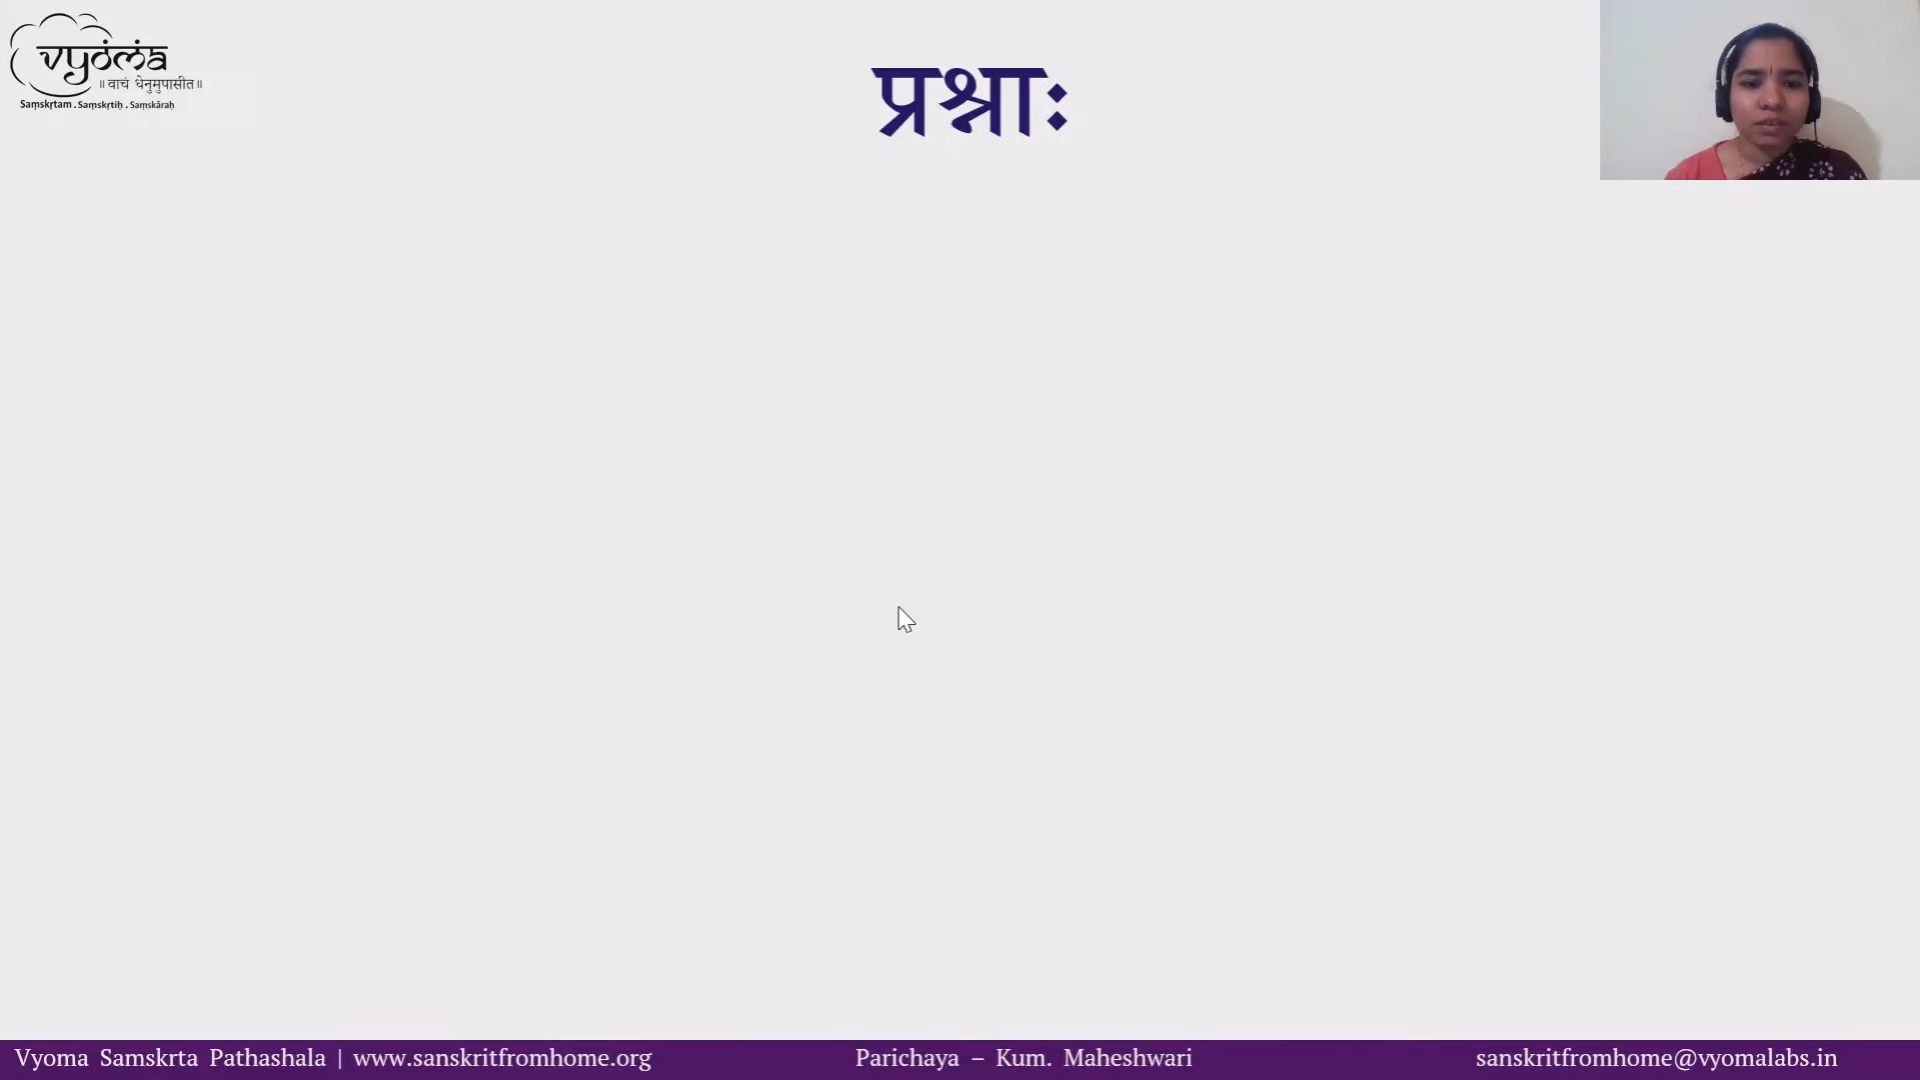 vyoma
॥ वाचं धेनुमुपासीत॥
Saṃskṛtam . Saṃskṛtiḥ . Saṃskāraḥ
प्रश्नाः
Vyoma Samskrta Pathashala | www.sanskritfromhome.org
Parichaya – Kum. Maheshwari
sanskritfromhome@vyomalabs.in